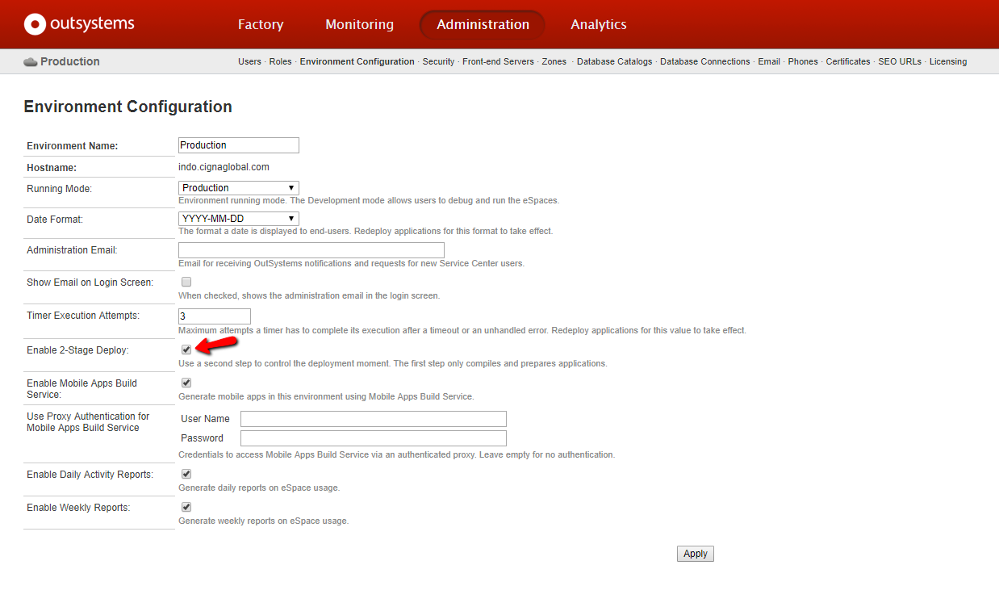 outsystems
Factory Monitoring Administration Analytics
Production
Users · Roles · Environment Configuration · Security · Front-end Servers · Zones · Database Catalogs · Database Connections · Email · Phones · Certificates · SEO URLs · Licensing
Environment Configuration
Environment Name: Production
Hostname: indo.cignaglobal.com
Running Mode: Production
Environment running mode. The Development mode allows users to debug and run the eSpaces.
Date Format: YYYY-MM-DD
The format a date is displayed to end-users. Redeploy applications for this format to take effect.
Administration Email:
Email for receiving OutSystems notifications and requests for new Service Center users.
Show Email on Login Screen:
When checked, shows the administration email in the login screen.
Timer Execution Attempts: 3
Maximum attempts a timer has to complete its execution after a timeout or an unhandled error. Redeploy applications for this value to take effect.
Enable 2-Stage Deploy:
Use a second step to control the deployment moment. The first step only compiles and prepares applications.
Enable Mobile Apps Build
Service:
Generate mobile apps in this environment using Mobile Apps Build Service.
Use Proxy Authentication for
Mobile Apps Build Service
User Name
Password
Credentials to access Mobile Apps Build Service via an authenticated proxy. Leave empty for no authentication.
Enable Daily Activity Reports:
Generate daily reports on eSpace usage.
Enable Weekly Reports:
Generate weekly reports on eSpace usage.
Apply